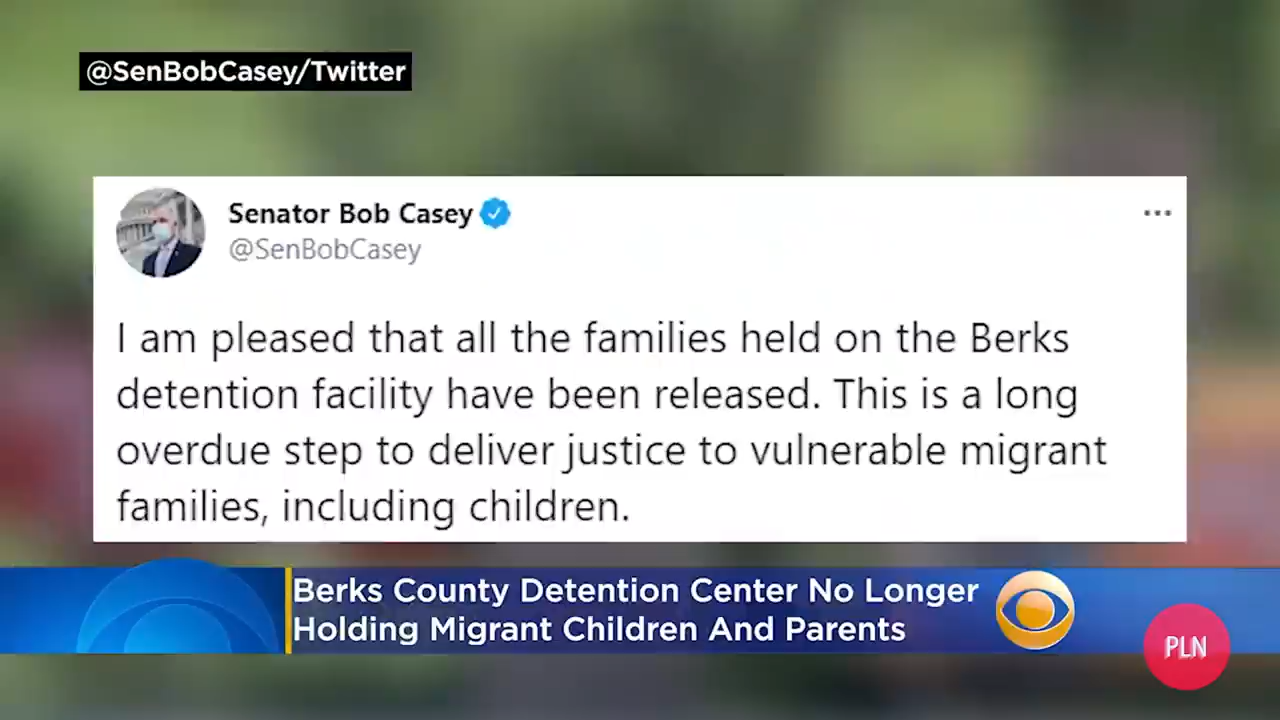 @SenBobCasey/Twitter
Senator Bob Casey
@SenBobCasey
I am pleased that all the families held on the Berks
detention facility have been released. This is a long
overdue step to deliver justice to vulnerable migrant
families, including children.
Berks County Detention Center No Longer
Holding Migrant Children And Parents
PLN